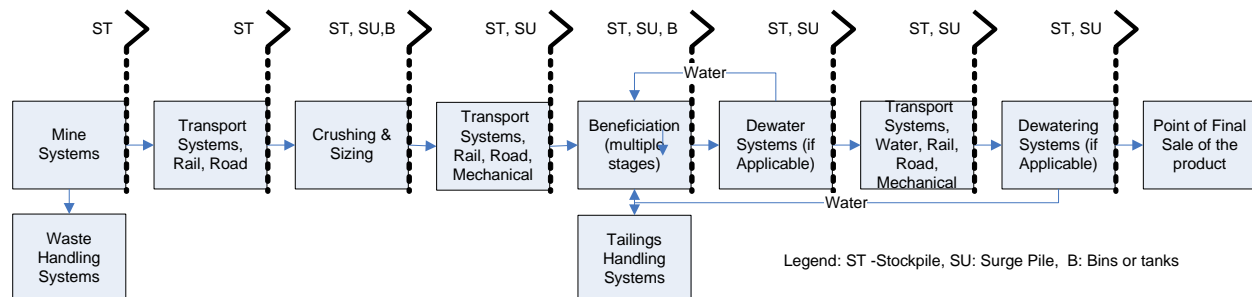 ST
ST
ST, SU,B
ST, SU
ST, SU, B
ST, SU
ST, SU
ST, SU
Water
Mine
Systems
Transport
Systems,
Rail, Road
Crushing &
Sizing
Transport
Systems,
Rail, Road,
Mechanical
Beneficiation
(multiple
stages)
Dewater
Systems (if
Applicable)
Transport
Systems,
Water, Rail,
Road,
Mechanical
Dewatering
Systems (if
Applicable)
Point of Final
Sale of the
product
Water
Waste
Handling
Systems
Tailings
Handling
Systems
Legend: ST -Stockpile, SU: Surge Pile, B: Bins or tanks